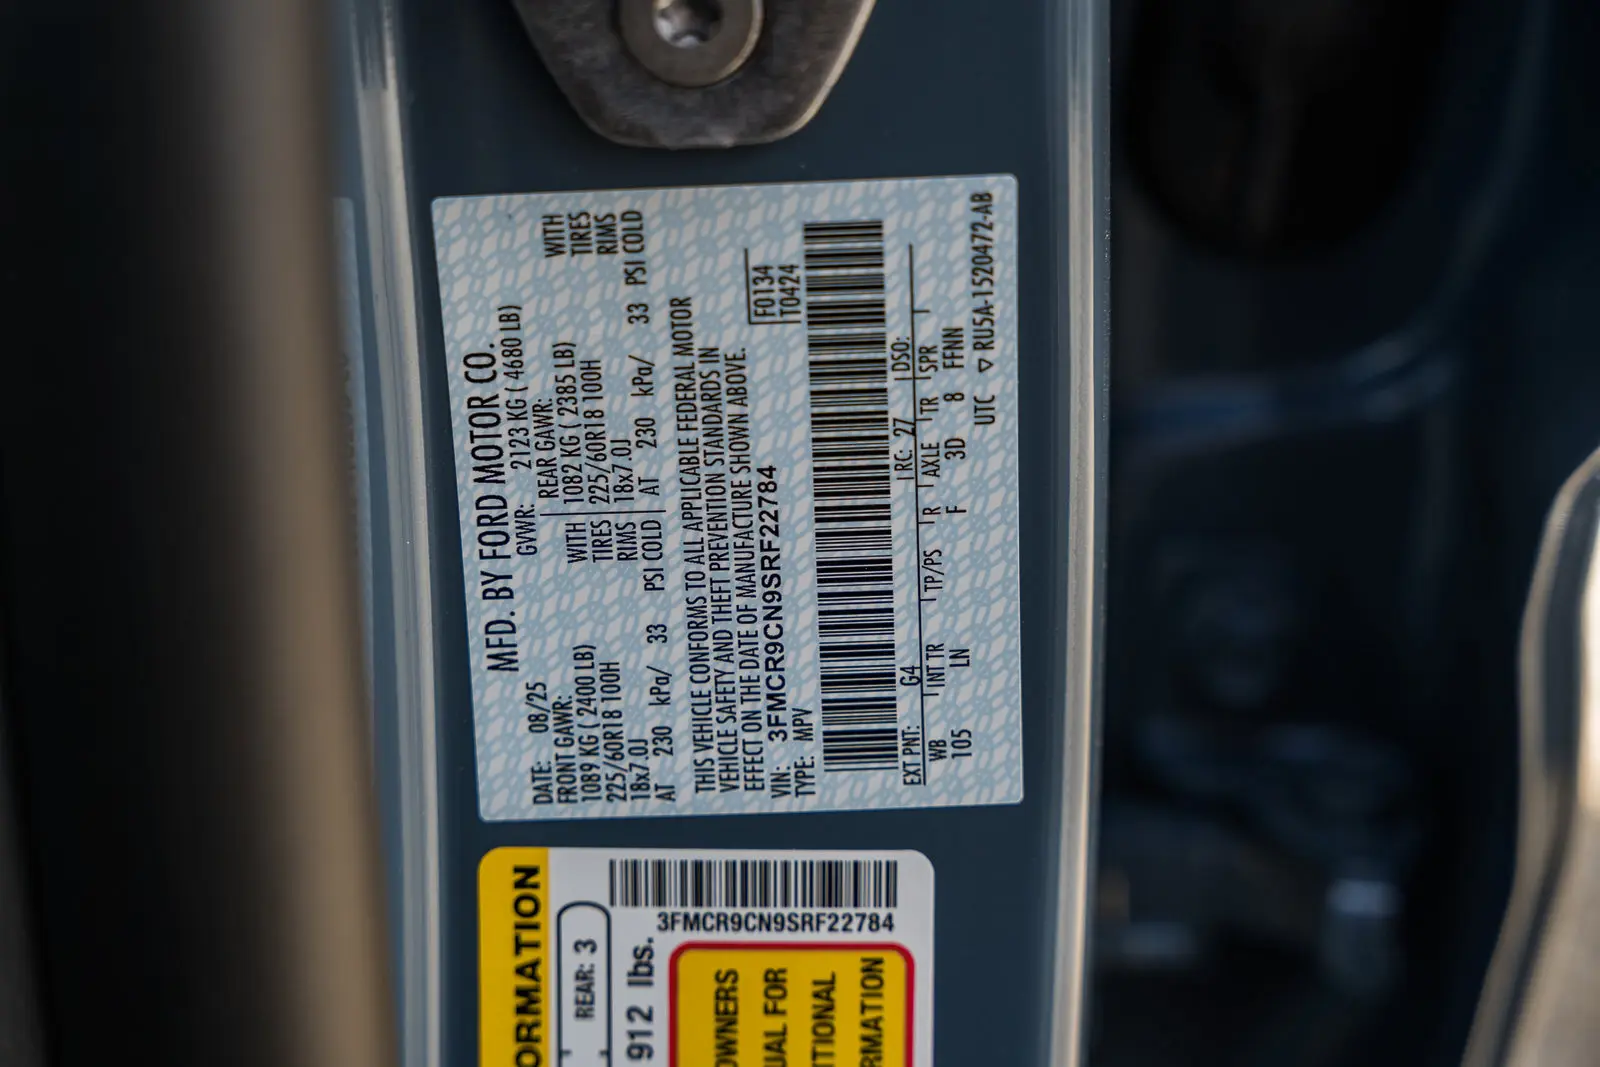 MFD. BY FORD MOTOR CO.
DATE: 08/25 GVWR: 2123 KG ( 4680 LB)
FRONT GAWR: REAR GAWR:
1089 KG ( 2400 LB) WITH 1082 KG ( 2385 LB) WITH
225/60R18 100H TIRES 225/60R18 100H TIRES
18x7.0J RIMS 18x7.0J RIMS
AT 230 kPa/ 33 PSI COLD AT 230 kPa/ 33 PSI COLD
THIS VEHICLE CONFORMS TO ALL APPLICABLE FEDERAL MOTOR
VEHICLE SAFETY AND THEFT PREVENTION STANDARDS IN
EFFECT ON THE DATE OF MANUFACTURE SHOWN ABOVE.
VIN: 3FMCR9CN9SRF22784 F0134
TYPE: MPV T0424
EXT PNT: G4 RC: 27 DSO:
WB INT TR TP/PS R AXLE TR SPR
105 LN F 3D 8 FFNN
UTC ▽ RU5A-1520472-AB
ORMATION
REAR: 3
912 lbs.
3FMCR9CN9SRF22784
OWNERS
UAL FOR
ITIONAL
RMATION